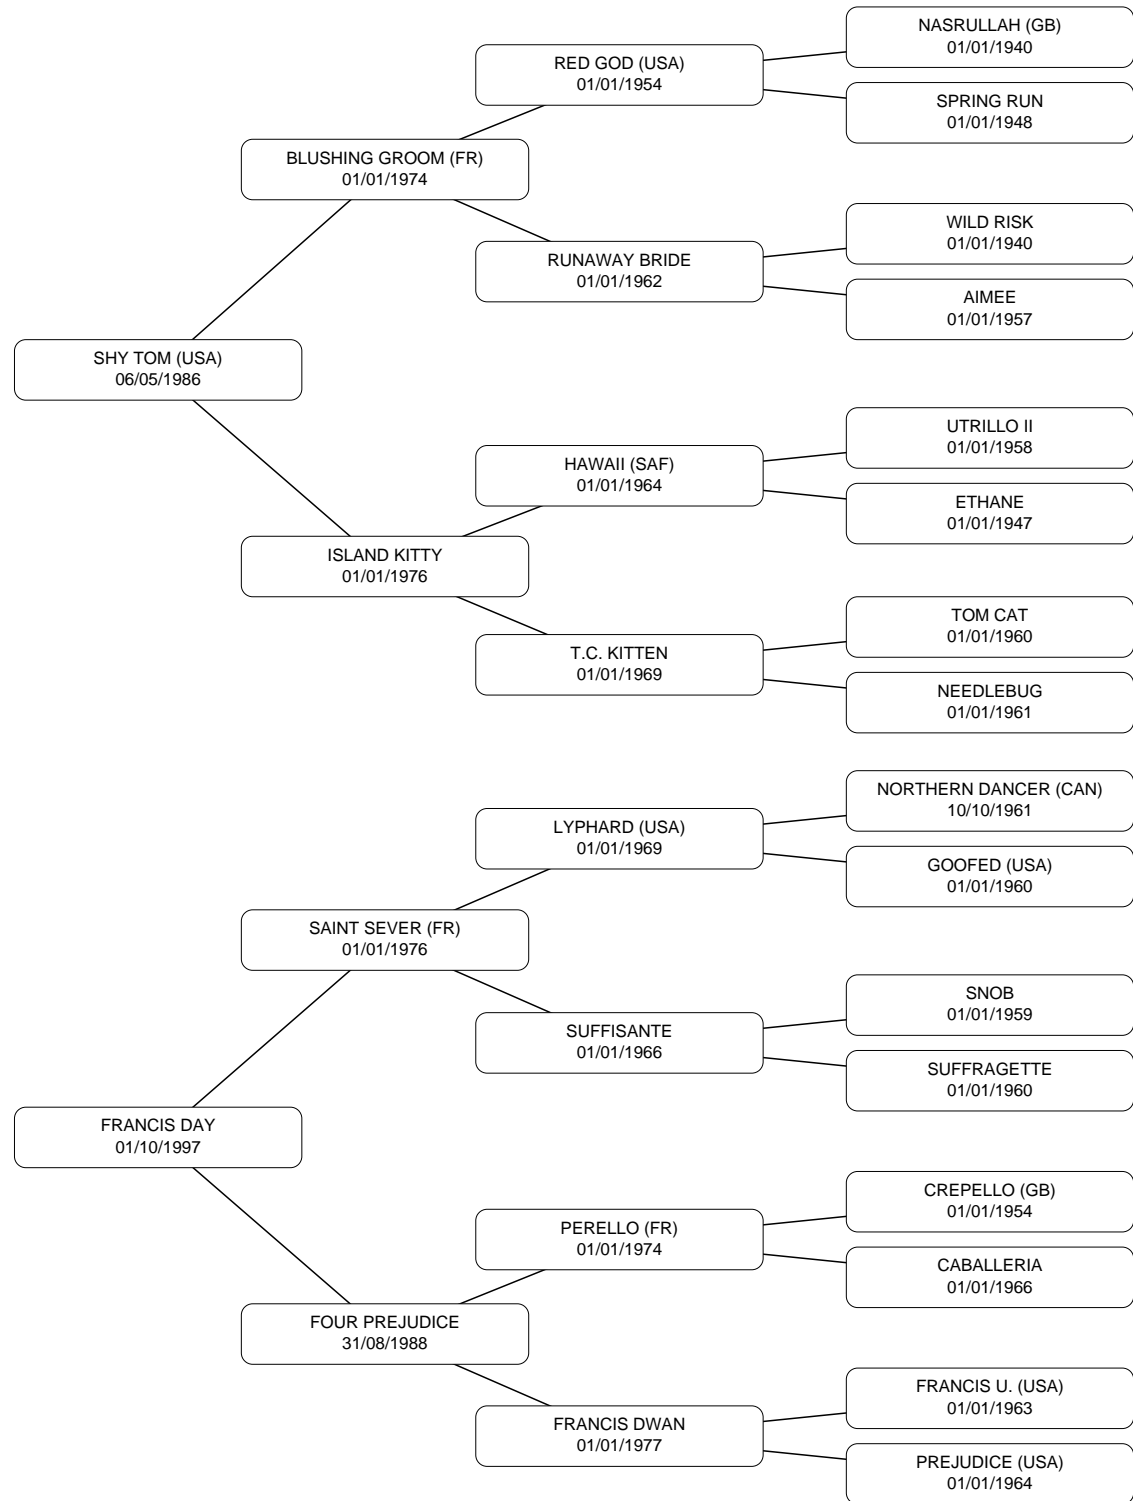 NASRULLAH (GB)
01/01/1940
RED GOD (USA)
01/01/1954
SPRING RUN
01/01/1948
BLUSHING GROOM (FR)
01/01/1974
WILD RISK
01/01/1940
RUNAWAY BRIDE
01/01/1962
AIMEE
01/01/1957
SHY TOM (USA)
06/05/1986
UTRILLO II
01/01/1958
HAWAII (SAF)
01/01/1964
ETHANE
01/01/1947
ISLAND KITTY
01/01/1976
TOM CAT
01/01/1960
T.C. KITTEN
01/01/1969
NEEDLEBUG
01/01/1961
NORTHERN DANCER (CAN)
10/10/1961
LYPHARD (USA)
01/01/1969
GOOFED (USA)
01/01/1960
SAINT SEVER (FR)
01/01/1976
SNOB
01/01/1959
SUFFISANTE
01/01/1966
SUFFRAGETTE
01/01/1960
FRANCIS DAY
01/10/1997
CREPELLO (GB)
01/01/1954
PERELLO (FR)
01/01/1974
CABALLERIA
01/01/1966
FOUR PREJUDICE
31/08/1988
FRANCIS U. (USA)
01/01/1963
FRANCIS DWAN
01/01/1977
PREJUDICE (USA)
01/01/1964